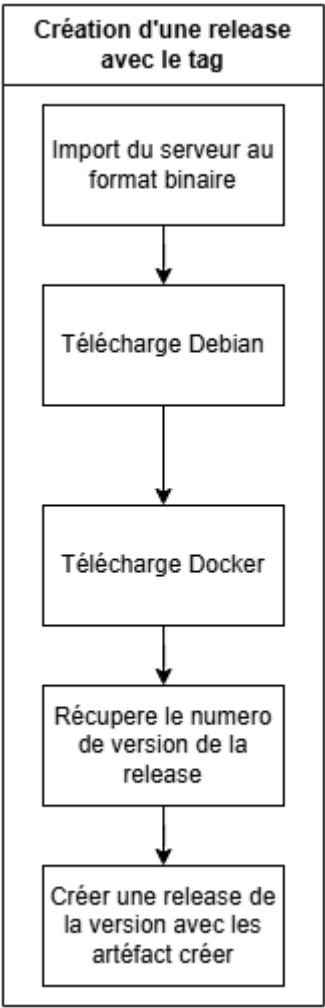 Création d'une release
avec le tag
Import du serveur au
format binaire
Télécharge Debian
Télécharge Docker
Récupere le numero
de version de la
release
Créer une release de
la version avec les
artéfact créer